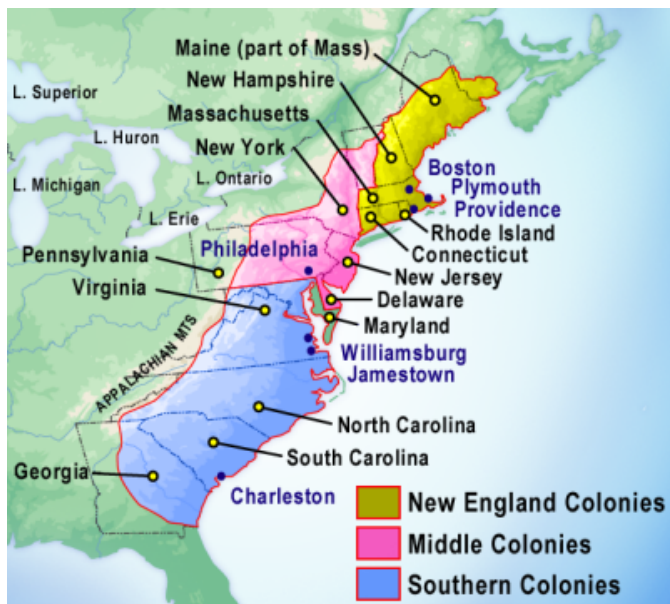 Maine (part of Mass)
New Hampshire
L. Superior
Massachusetts
L. Huron
New York
L. Ontario
Boston
L. Michigan
Plymouth
L. Erie
Providence
Rhode Island
Philadelphia
Connecticut
Pennsylvania
New Jersey
Virginia
Delaware
Maryland
APPALACHIAN MTS
Williamsburg
Jamestown
North Carolina
South Carolina
Georgia
Charleston
New England Colonies
Middle Colonies
Southern Colonies